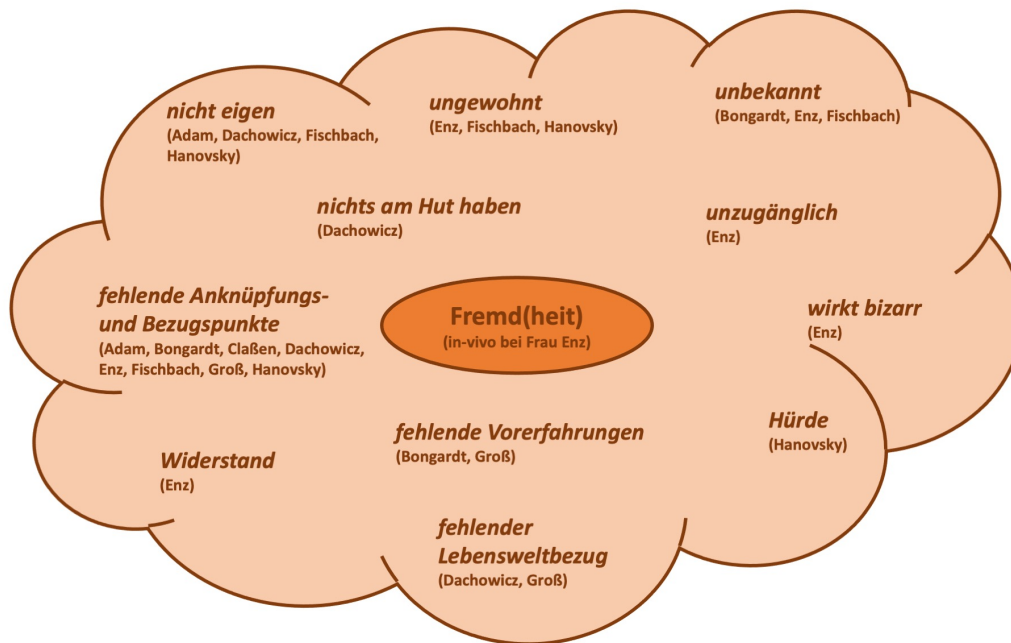 nicht eigen
(Adam, Dachowicz, Fischbach,
Hanovsky)
ungewohnt
(Enz, Fischbach, Hanovsky)
unbekannt
(Bongardt, Enz, Fischbach)
nichts am Hut haben
(Dachowicz)
unzugänglich
(Enz)
fehlende Anknüpfungs-
und Bezugspunkte
(Adam, Bongardt, Claßen, Dachowicz,
Enz, Fischbach, Groß, Hanovsky)
Fremd(heit)
(in-vivo bei Frau Enz)
wirkt bizarr
(Enz)
Widerstand
(Enz)
fehlende Vorerfahrungen
(Bongardt, Groß)
Hürde
(Hanovsky)
fehlender
Lebensweltbezug
(Dachowicz, Groß)